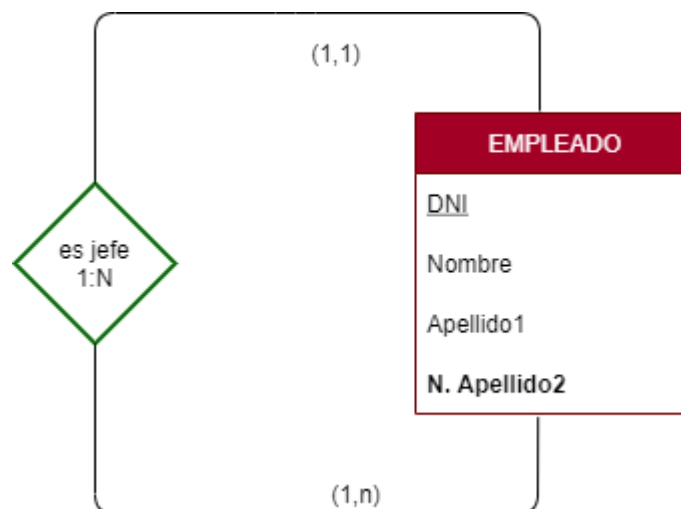 (1,1)
EMPLEADO
DNI
Nombre
es jefe
1:N
Apellido1
N. Apellido2
(1,n)